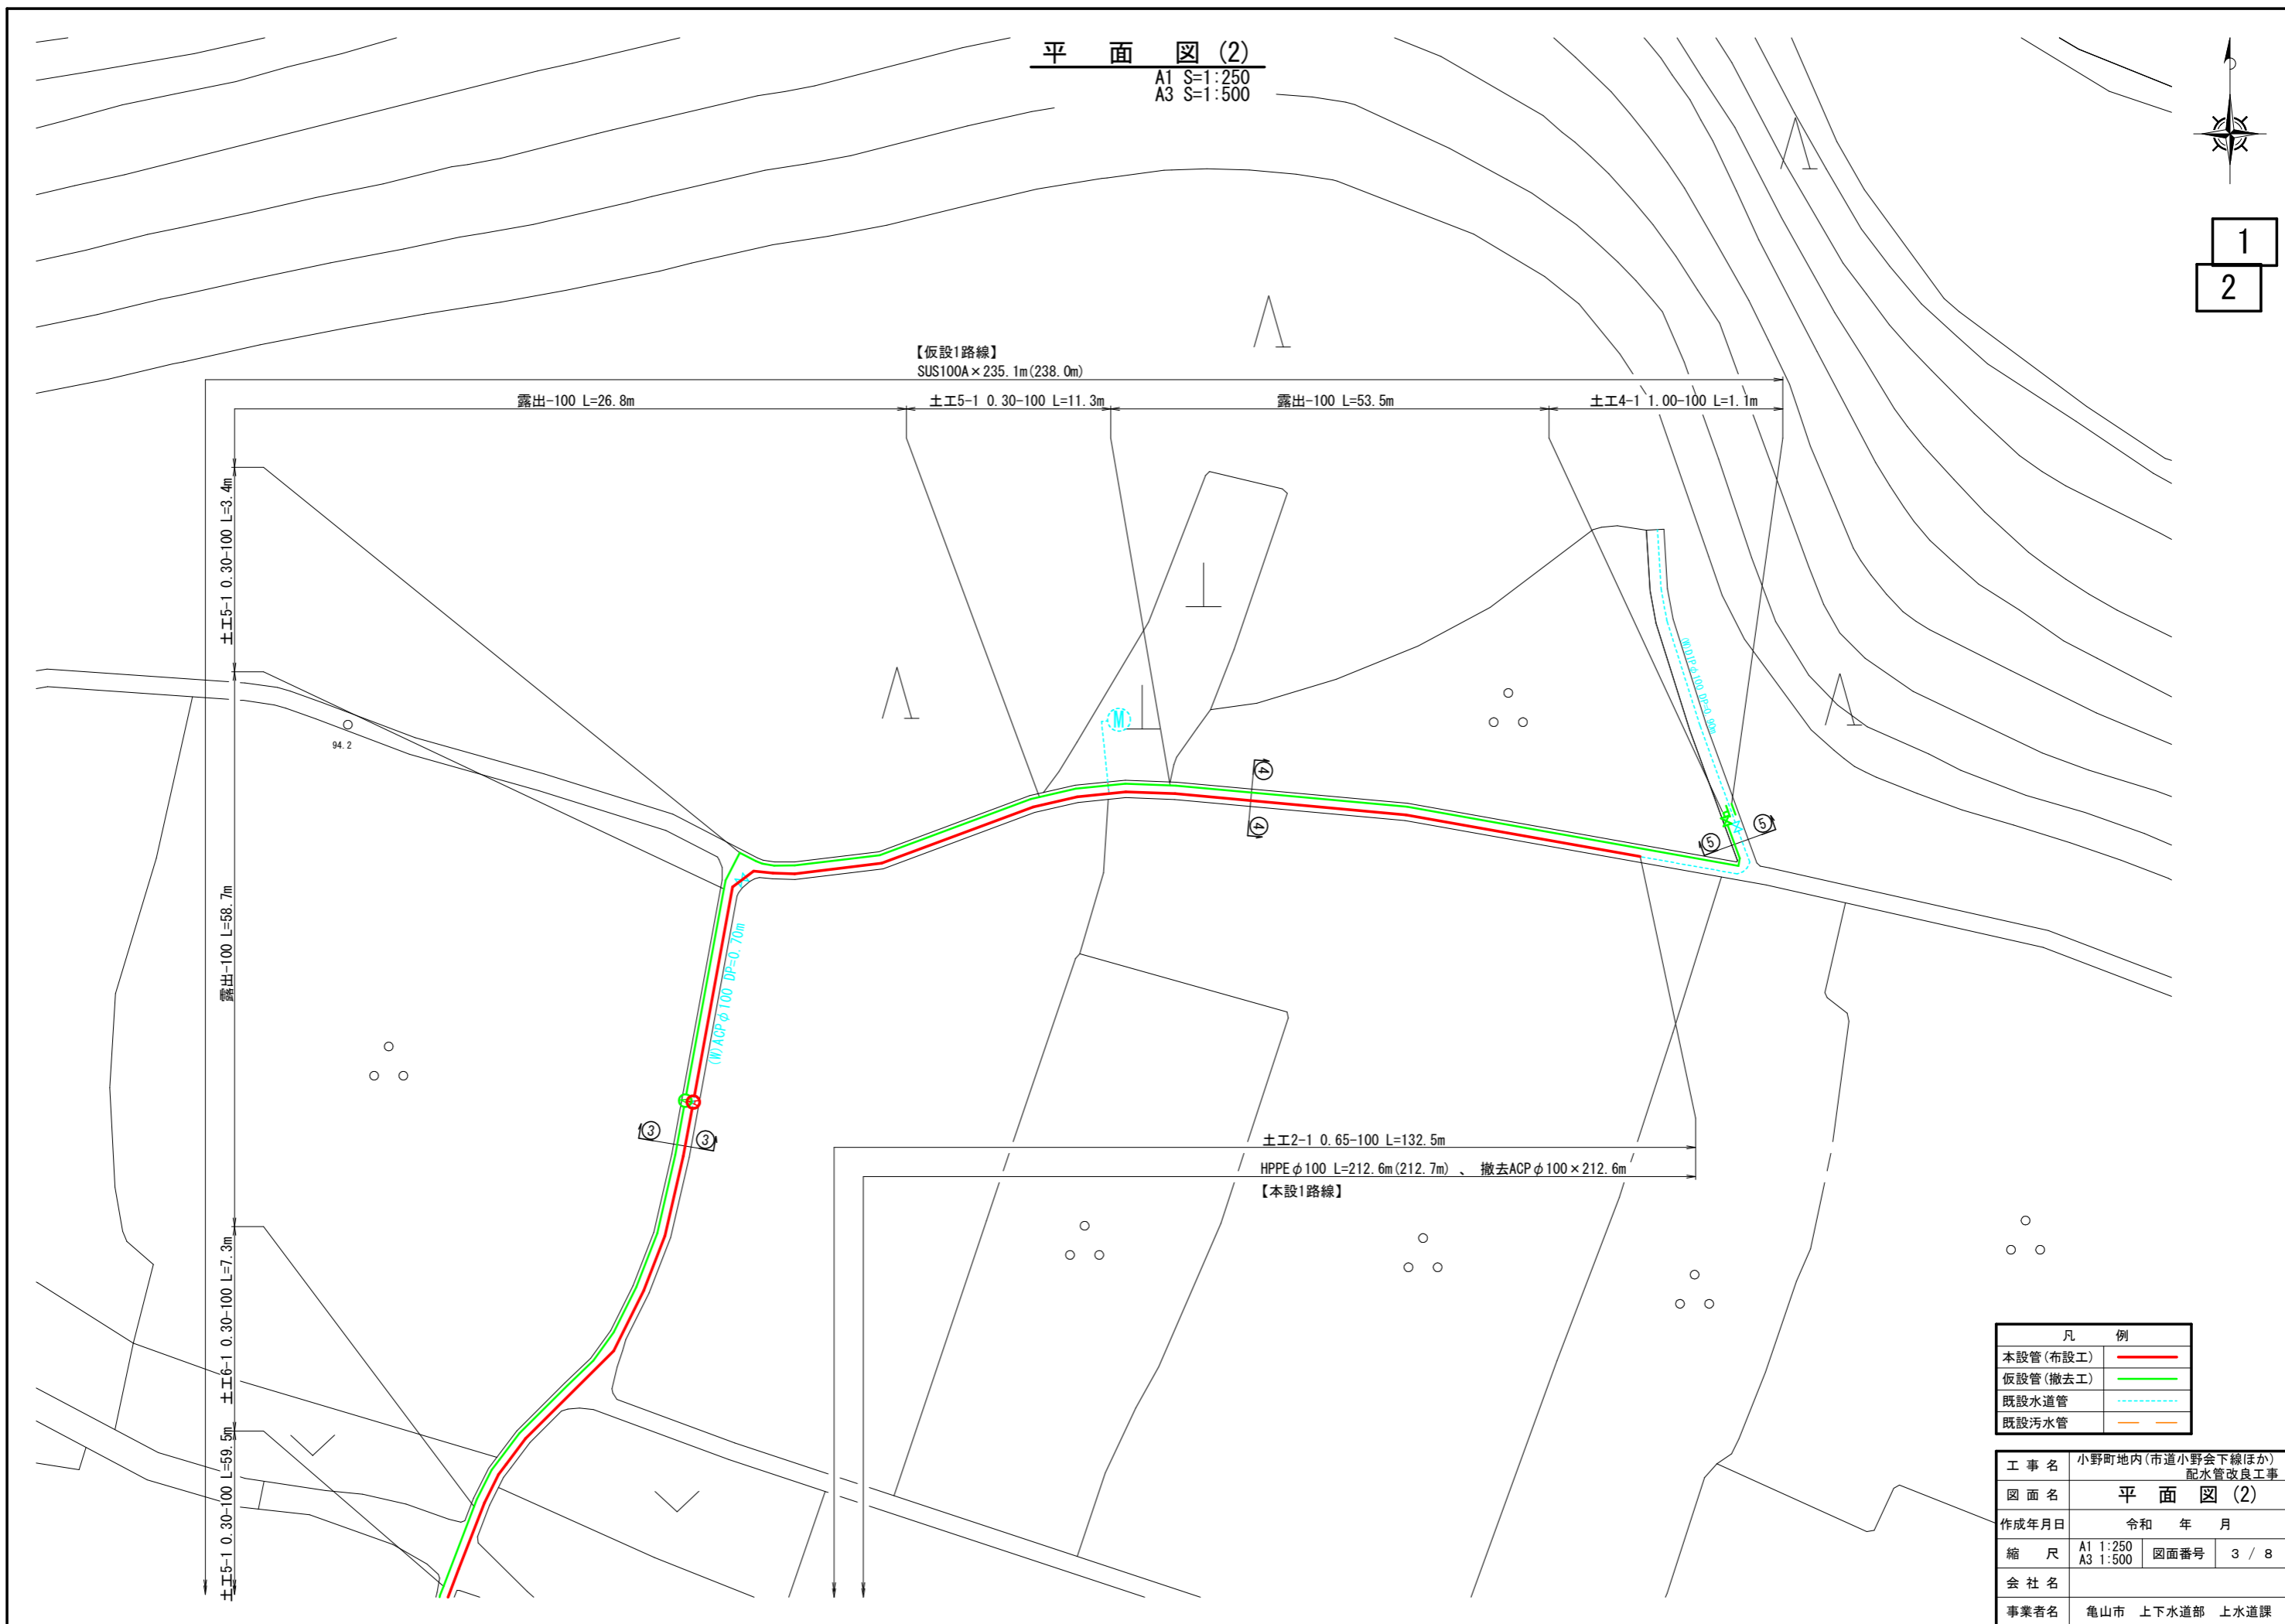 平 面 図 (2)
A1 S=1:250
A3 S=1:500
1
2
【仮設1路線】
SUS100A×235.1m(238.0m)
露出-100 L=26.8m
土工5-1 0.30-100 L=11.3m
露出-100 L=53.5m
土工4-1 1.00-100 L=1.1m
土工5-1 0.30-100 L=3.4m
露出-100 L=58.7m
土工6-1 0.30-100 L=7.3m
土工5-1 0.30-100 L=59.5m
94.2
M
(W)DIPφ100 DP=0.90m
(W)ACPφ100 DP=0.70m
④
④
⑤
⑤
③
③
土工2-1 0.65-100 L=132.5m
HPPEφ100 L=212.6m(212.7m) 、 撤去ACPφ100×212.6m
【本設1路線】
凡 例
本設管(布設工)
仮設管(撤去工)
既設水道管
既設汚水管
工事名 小野町地内(市道小野会下線ほか)
配水管改良工事
図面名 平 面 図 (2)
作成年月日 令和 年 月
縮 尺 A1 1:250
A3 1:500
図面番号 3 / 8
会社名
事業者名 亀山市 上下水道部 上水道課